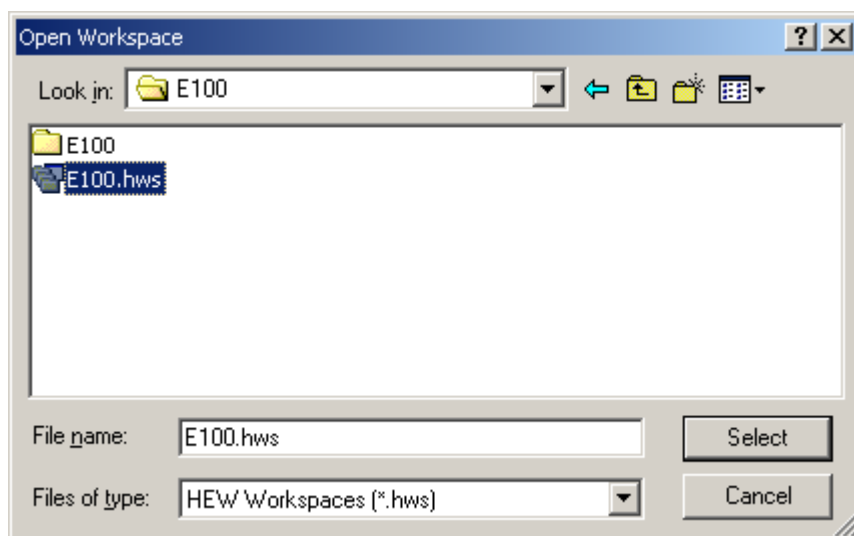 Open Workspace
Look in: E100
E100
E100.hws
File name: E100.hws Select
Files of type: HEW Workspaces (*.hws) Cancel